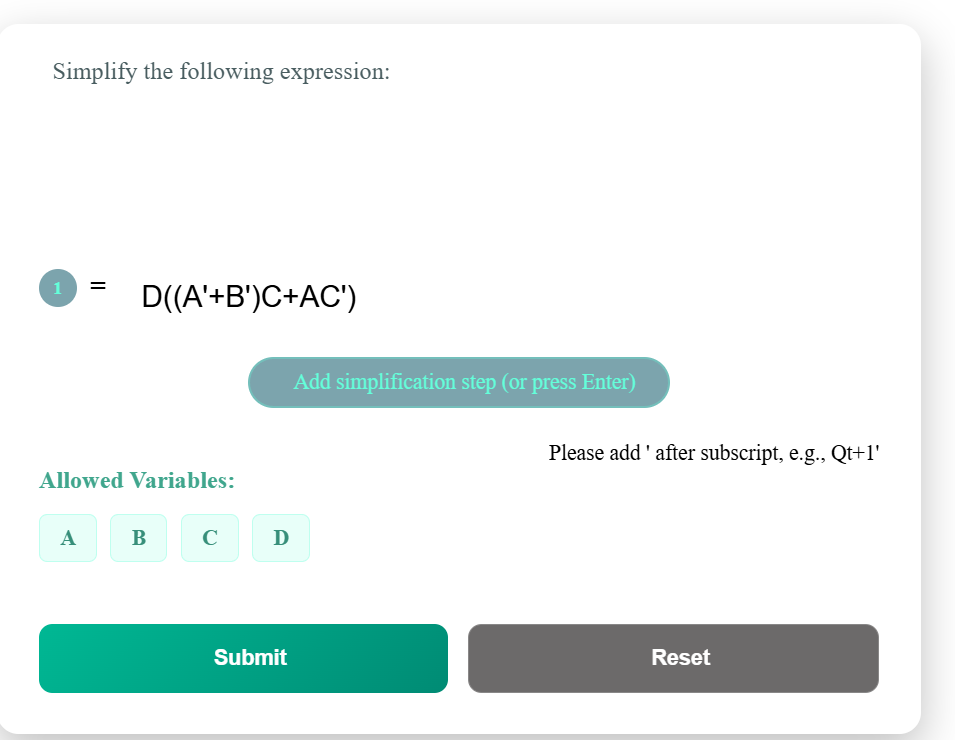 Simplify the following expression:
1 = D((A'+B')C+AC')
Add simplification step (or press Enter)
Please add ' after subscript, e.g., Qt+1'
Allowed Variables:
A B C D
Submit Reset